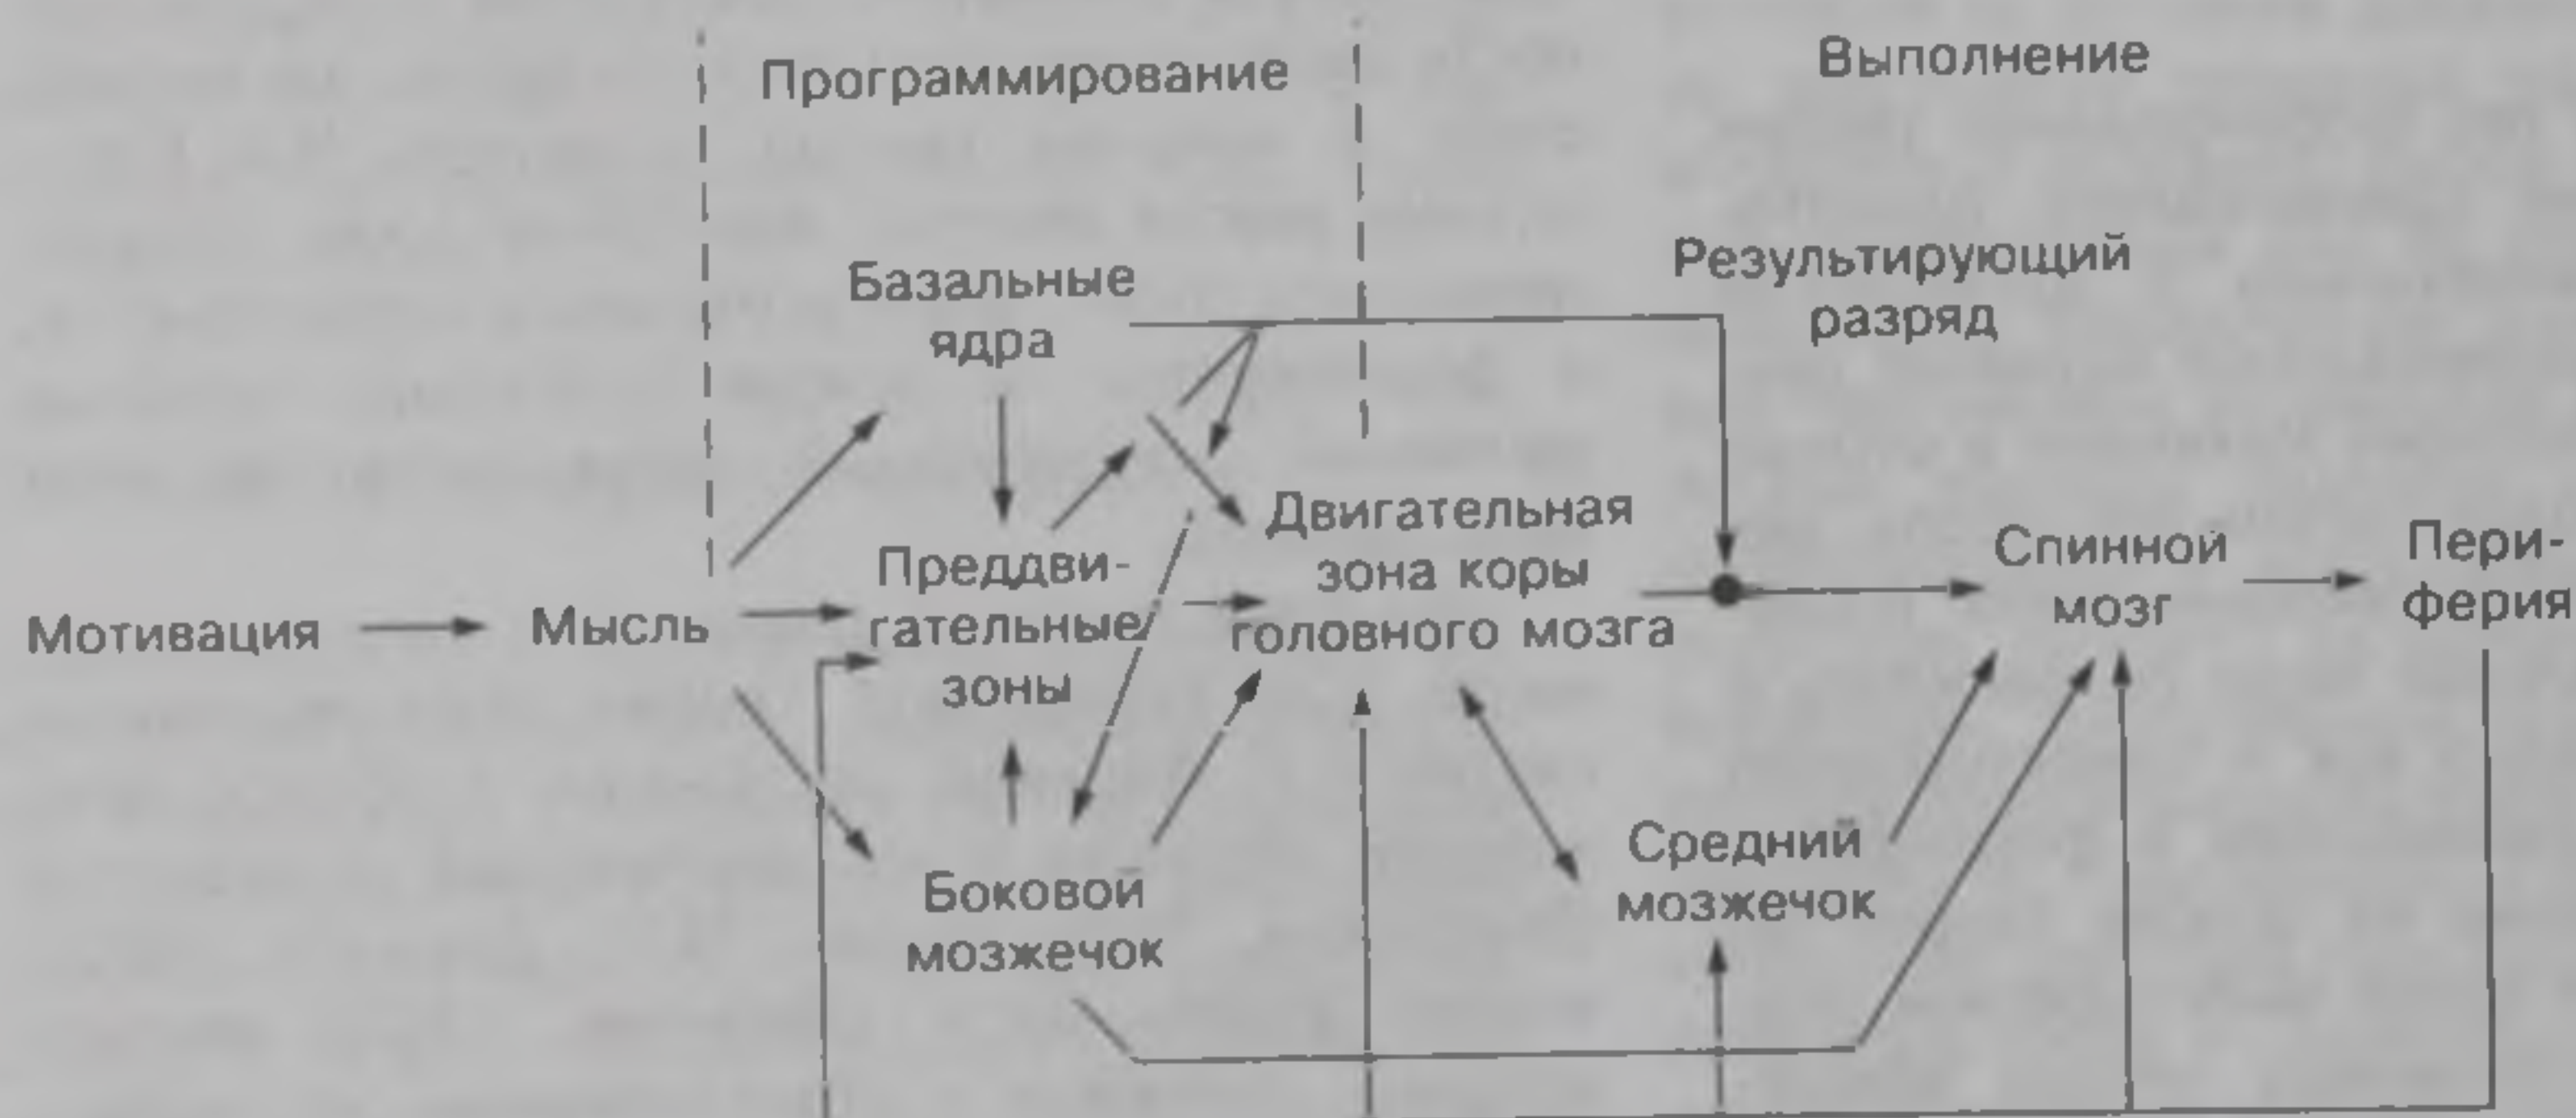 Программирование
Выполнение
Базальные
ядра
Результирующий
разряд
Мотивация
Мысль
Преддви-
гательные
зоны
Двигательная
зона коры
головного мозга
Спинной
мозг
Пери-
ферия
Боковой
мозжечок
Средний
мозжечок